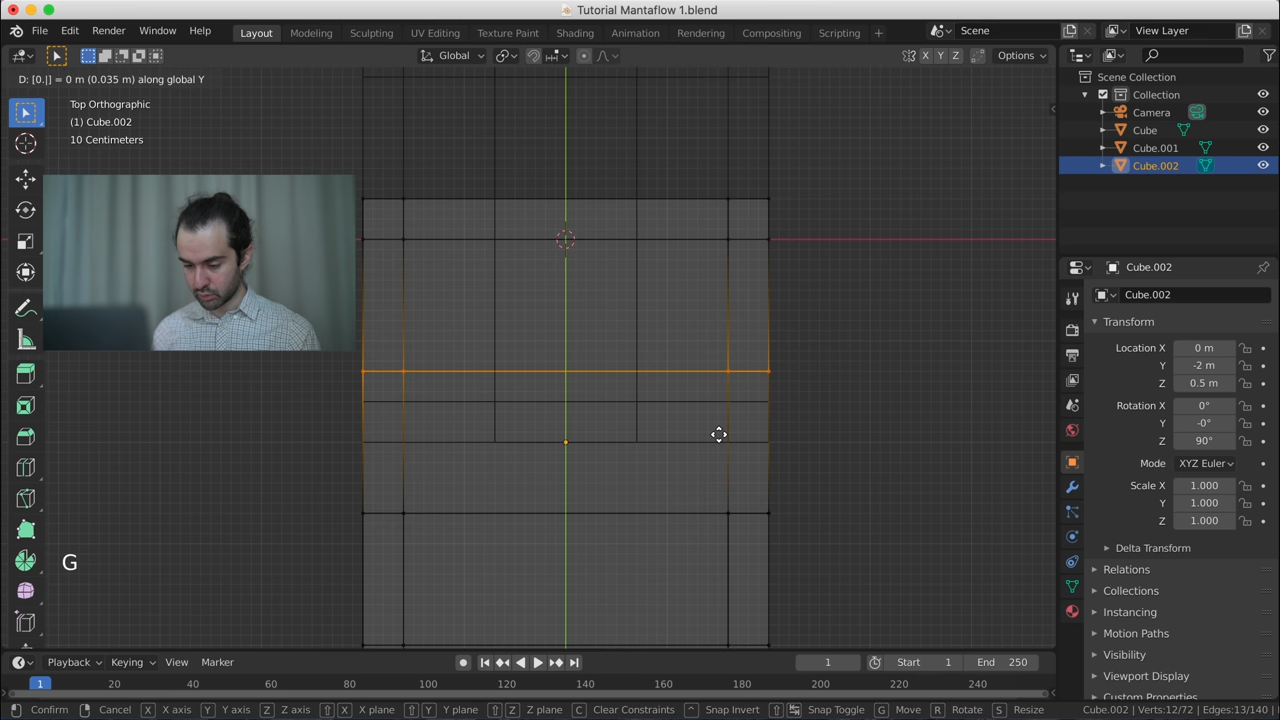 Tutorial Mantaflow 1.blend
File Edit Render Window Help Layout Modeling Sculpting UV Editing Texture Paint Shading Animation Rendering Compositing Scripting + Scene View Layer
Global X Y Z Options
D: [0.|] = 0 m (0.035 m) along global Y
Top Orthographic
(1) Cube.002
10 Centimeters
G
Scene Collection
Collection
Camera
Cube
Cube.001
Cube.002
Cube.002
Cube.002
Transform
Location X 0 m
Y -2 m
Z 0.5 m
Rotation X 0°
Y -0°
Z 90°
Mode XYZ Euler
Scale X 1.000
Y 1.000
Z 1.000
Delta Transform
Relations
Collections
Instancing
Motion Paths
Visibility
Viewport Display
Custom Properties
Playback Keying View Marker 1 Start 1 End 250
1 20 40 60 80 100 120 140 160 180 200 220 240
Confirm Cancel X X axis Y Y axis Z Z axis X X plane Y Y plane Z Z plane C Clear Constraints ^ Snap Invert Snap Toggle G Move R Rotate S Resize Cube.002 | Verts:12/72 | Edges:13/140 |